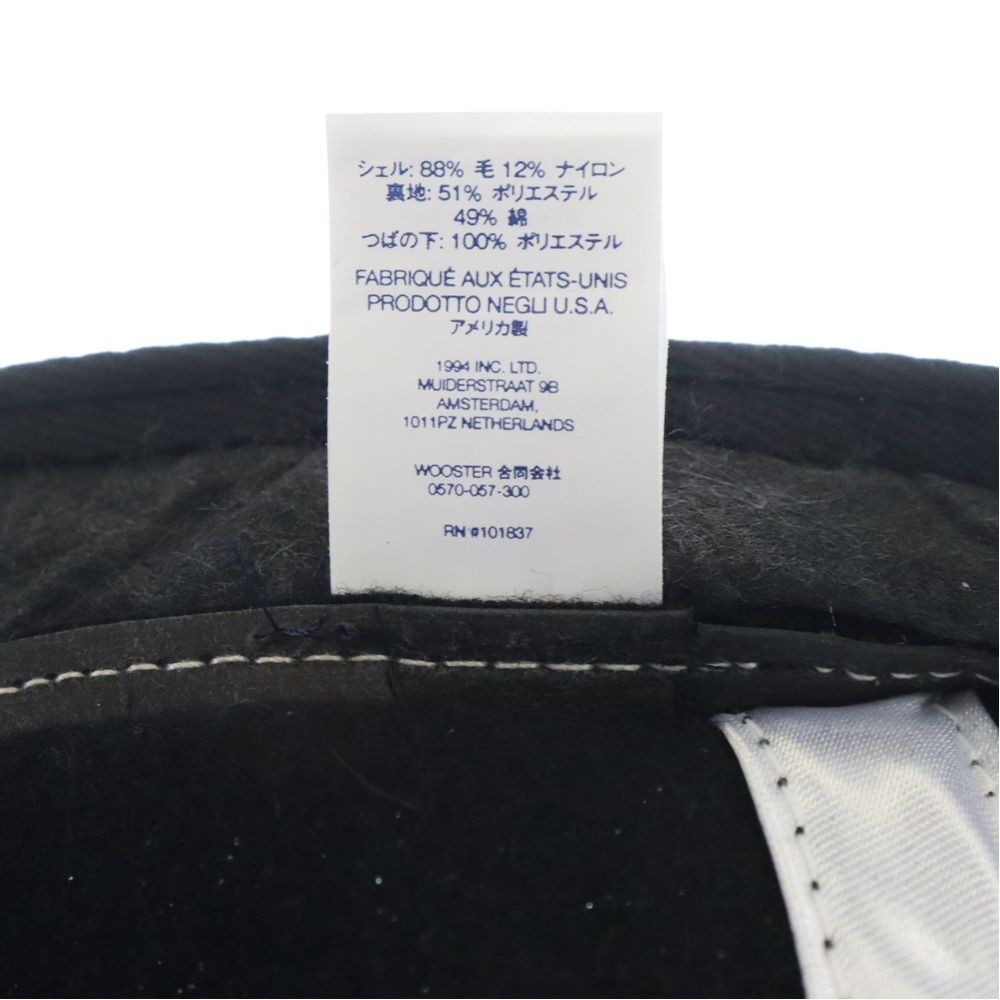 シェル: 88% 毛 12% ナイロン
裏地: 51% ポリエステル
49% 綿
つばの下: 100% ポリエステル
FABRIQUÉ AUX ÉTATS-UNIS
PRODOTTO NEGLI U.S.A.
アメリカ製
1994 INC. LTD.
MUIDERSTRAAT 9B
AMSTERDAM,
1011PZ NETHERLANDS
WOOSTER 合同会社
0570-057-300
RN #101837